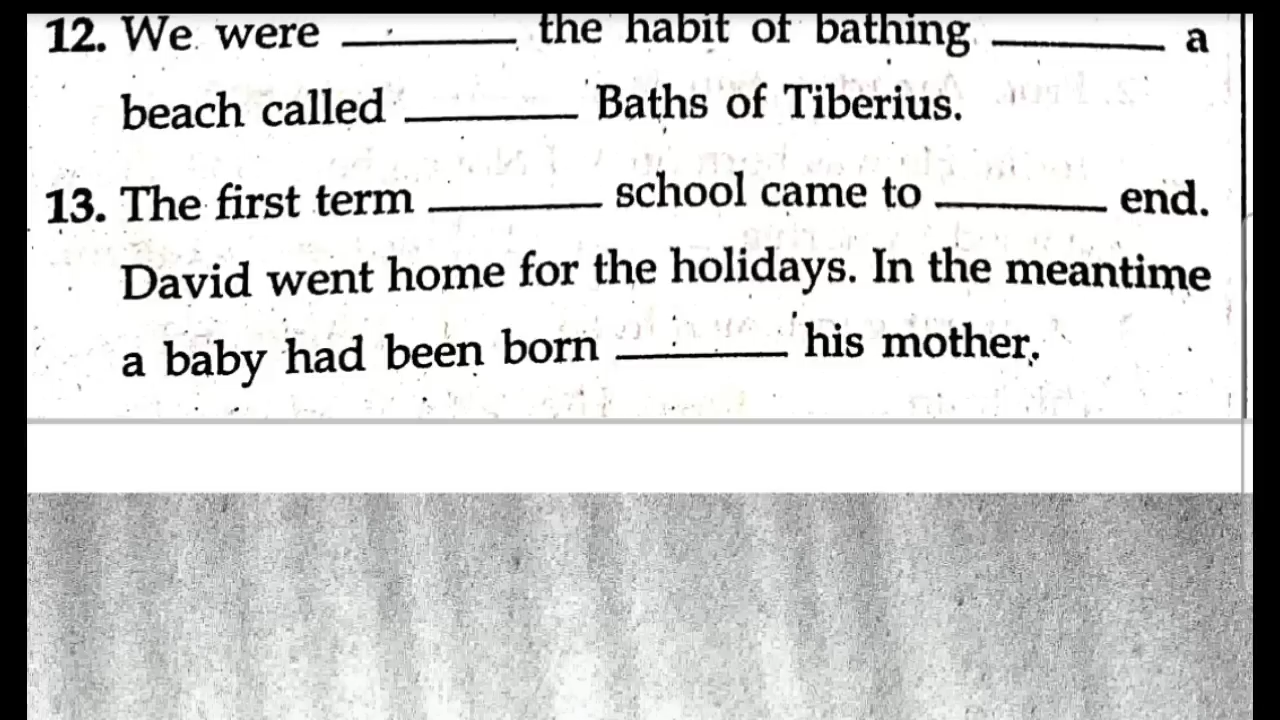 12. We were ________ the habit of bathing ________ a
beach called ________ Baths of Tiberius.
13. The first term ________ school came to ________ end.
David went home for the holidays. In the meantime
a baby had been born ________ his mother.